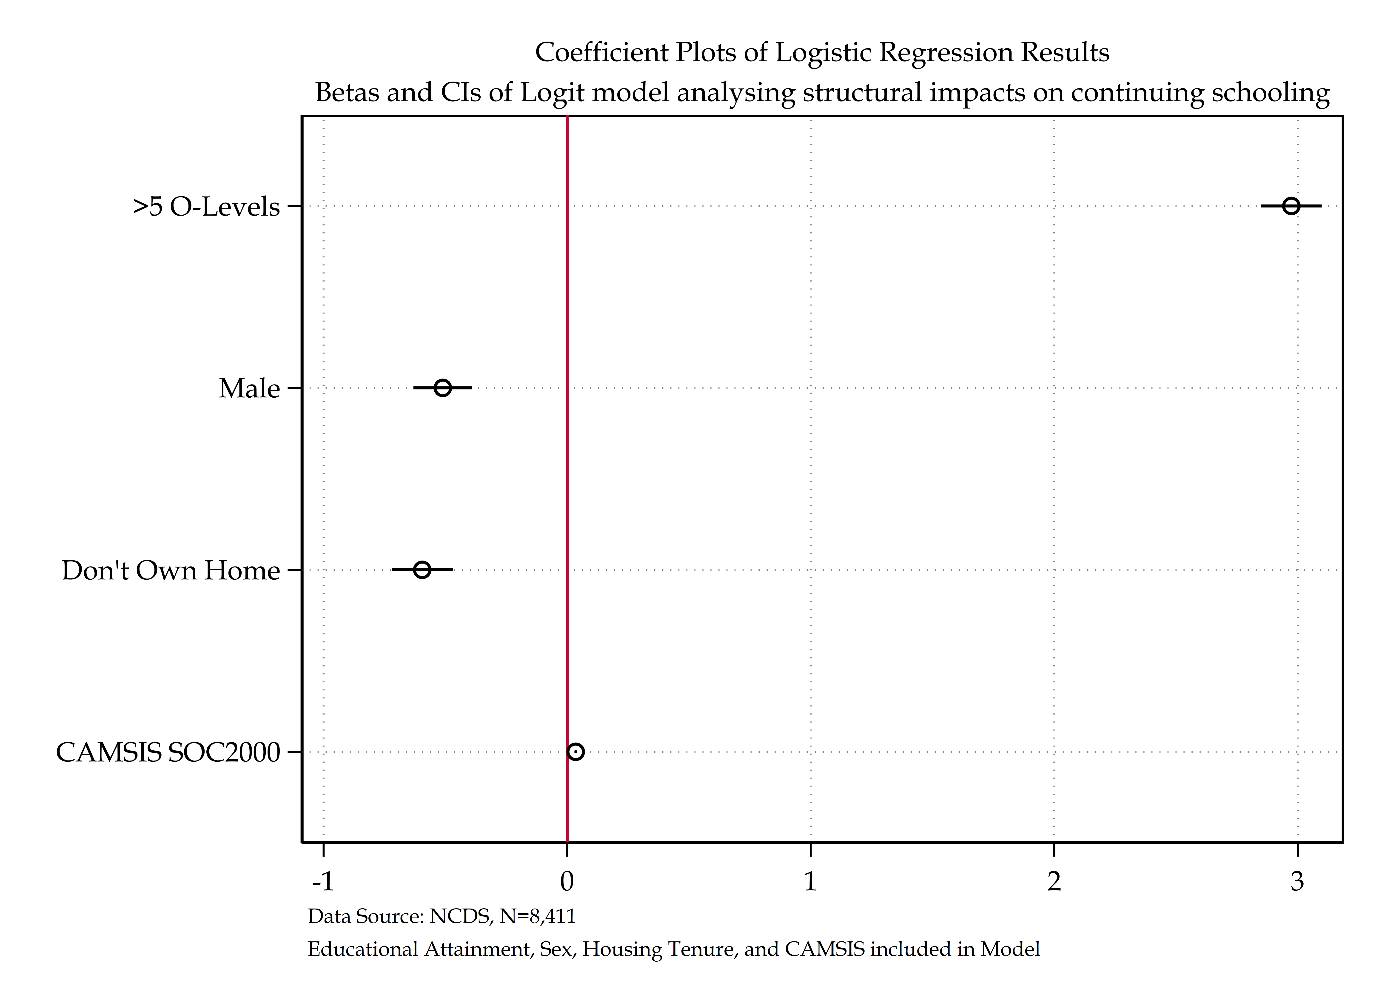 Coefficient Plots of Logistic Regression Results
Betas and CIs of Logit model analysing structural impacts on continuing schooling
>5 O-Levels
Male
Don't Own Home
CAMSIS SOC2000
-1 0 1 2 3
Data Source: NCDS, N=8,411
Educational Attainment, Sex, Housing Tenure, and CAMSIS included in Model